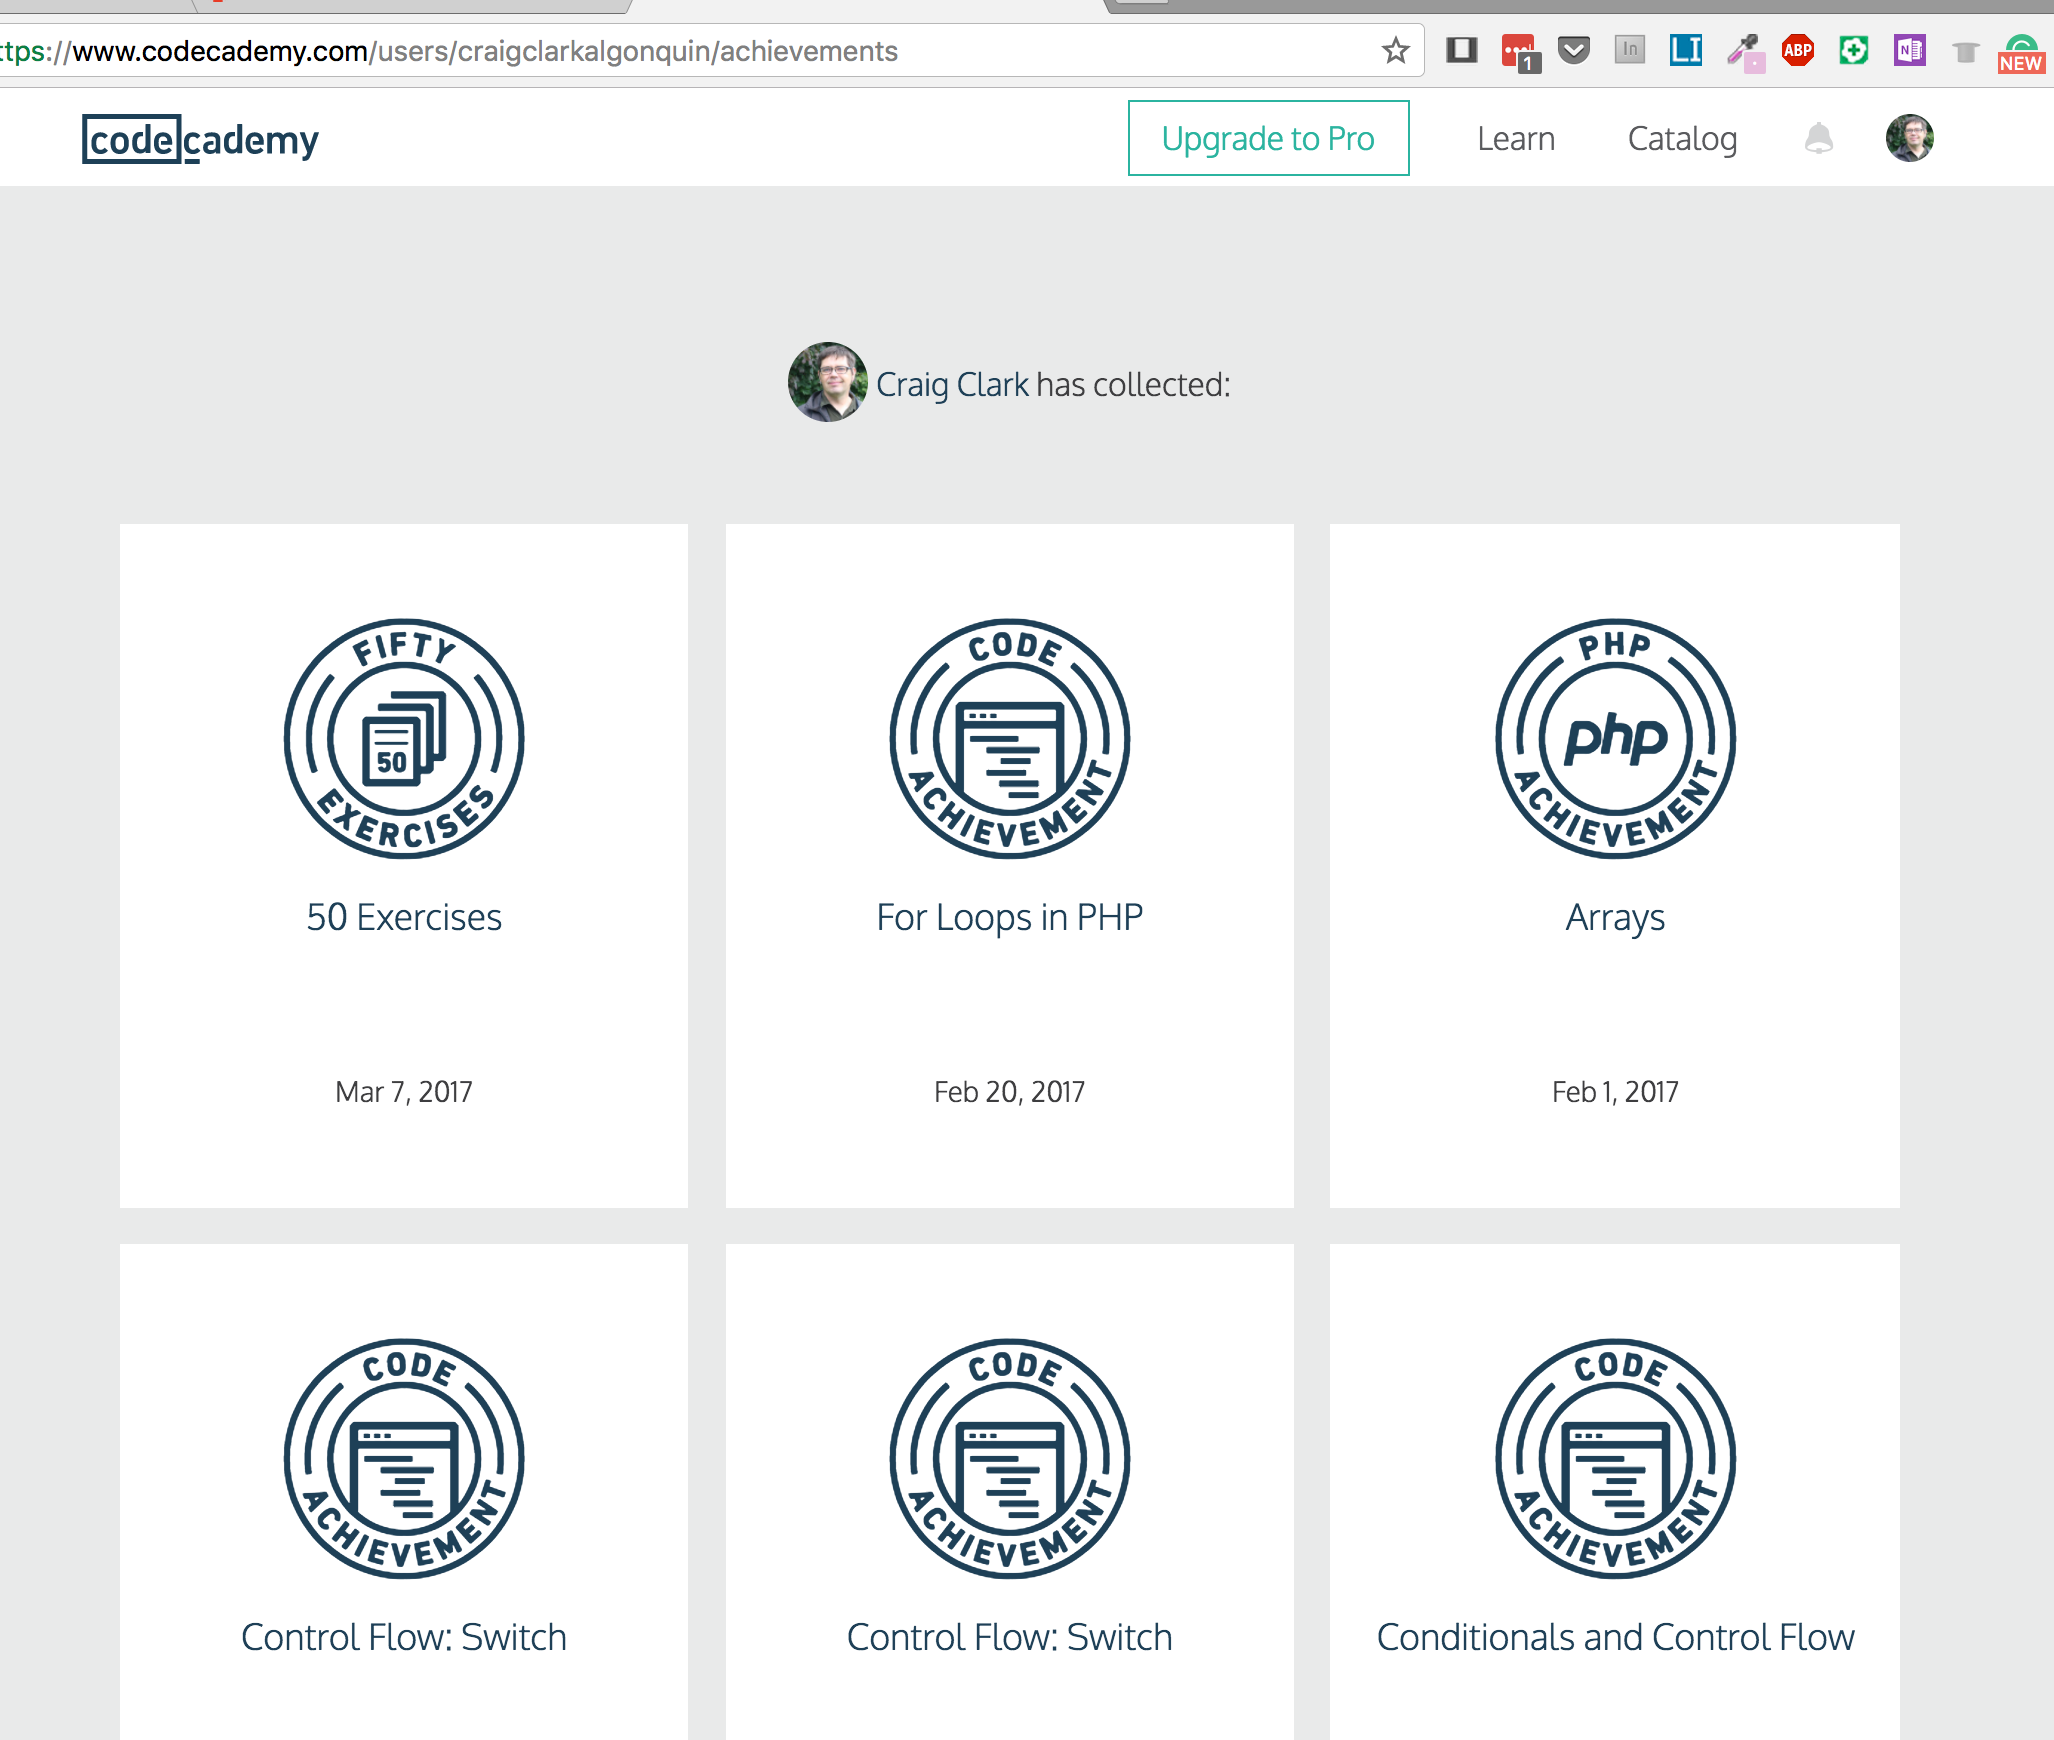 ttps://www.codecademy.com/users/craigclarkalgonquin/achievements
1
In
LI
ABP
N
NEW
codecademy
Upgrade to Pro
Learn
Catalog
Craig Clark has collected:
FIFTY
50
EXERCISES
50 Exercises
Mar 7, 2017
CODE
ACHIEVEMENT
For Loops in PHP
Feb 20, 2017
PHP
php
ACHIEVEMENT
Arrays
Feb 1, 2017
CODE
ACHIEVEMENT
Control Flow: Switch
CODE
ACHIEVEMENT
Control Flow: Switch
CODE
ACHIEVEMENT
Conditionals and Control Flow